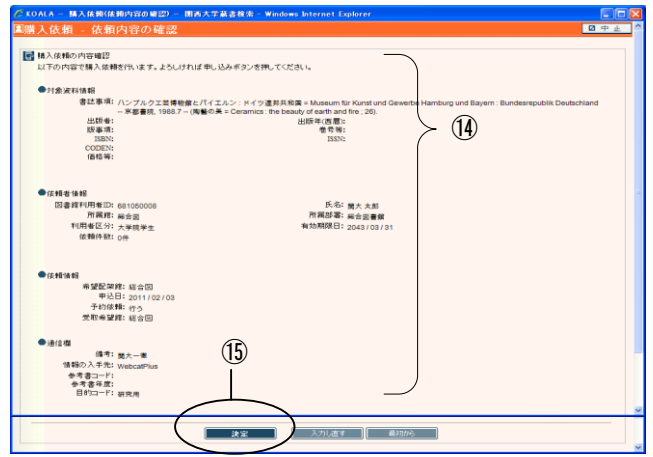 KOALA - 購入依頼(依頼内容の確認) - 関西大学蔵書検索 - Windows Internet Explorer
購入依頼 - 依頼内容の確認
中止
購入依頼の内容確認
以下の内容で購入依頼を行います。よろしければ申し込みボタンを押してください。
●対象資料情報
書誌事項: ハンブルク工芸博物館とバイエルン : ドイツ連邦共和国 = Museum für Kunst und Gewerbe Hamburg und Bayern : Bundesrepublik Deutschland
-- 京都書院, 1988.7 -- (陶藝の美 = Ceramics : the beauty of earth and fire ; 26).
出版者: 出版年(西暦):
版事項: 巻号等:
ISBN: ISSN:
CODEN:
価格等:
⑭
●依頼者情報
図書館利用者ID: 681060008 氏名: 関大 太郎
所属館: 総合図 所属部署: 総合図書館
利用者区分: 大学院学生 有効期限日: 2043/03/31
依頼件数: 0件
●依頼情報
希望配架館: 総合図
申込日: 2011/02/03
予約依頼: 行う
受取希望館: 総合図
●通信欄
備考: 関大一畫
情報の入手先: WebcatPlus
参考書コード:
参考書年度:
目的コード: 研究用
⑮
決定 入力し直す 最初から